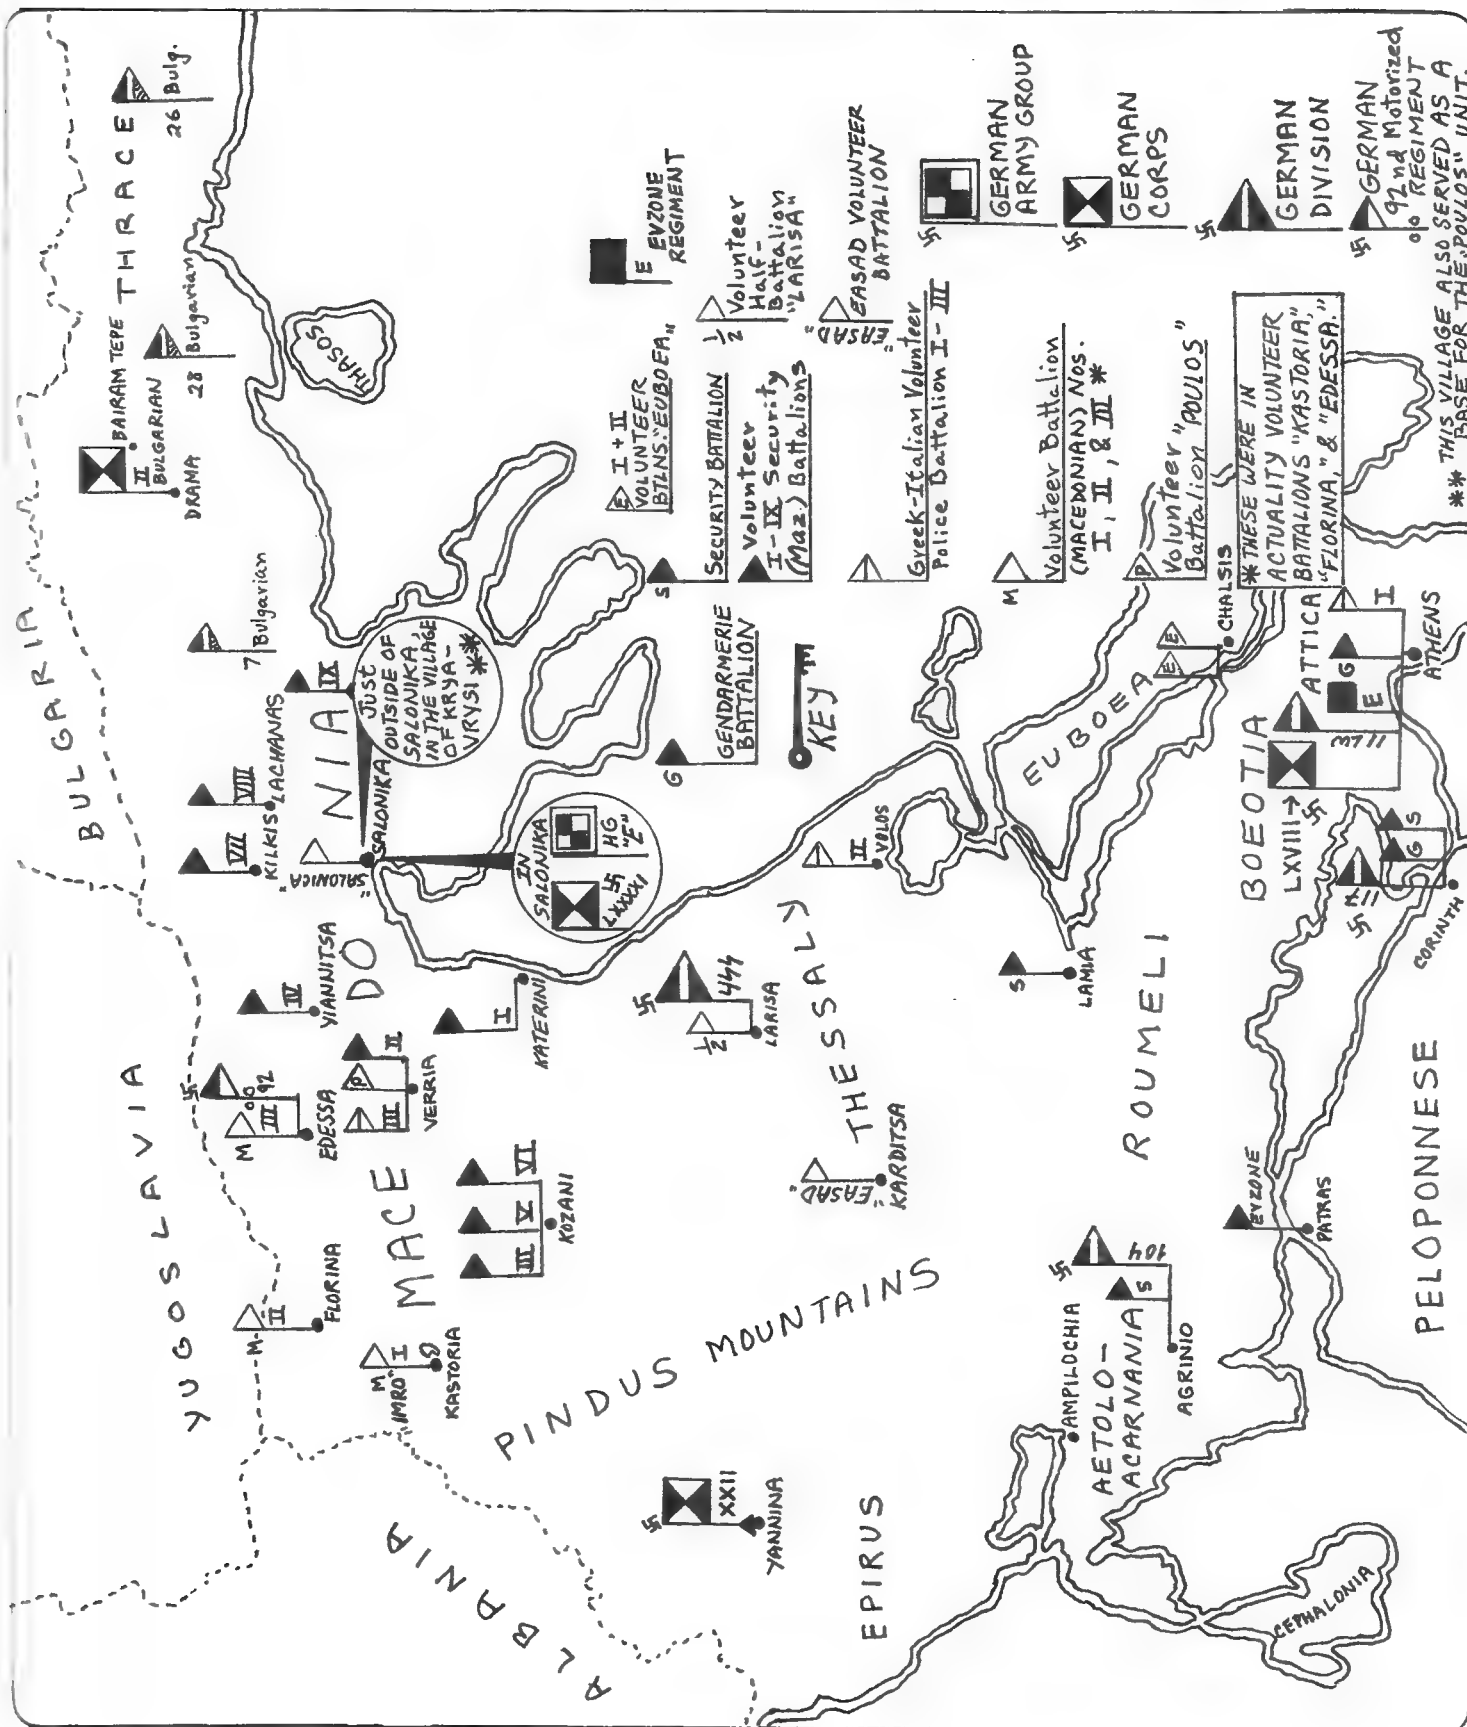 BULGARIA
YUGOSLAVIA
ALBANIA
THRACE
26 Bulg.
BAIRAM TEPE
II
BULGARIAN
DRAMA
28 Bulgarian
7 Bulgarian
THASOS
MACE
DO
NIA
IX
VIII
LACHANAS
VII
KILKIS
"SALONICA"
SALONIKA
JUST
OUTSIDE OF
SALONIKA,
IN THE VILLAGE
OF KRYA-
VRYSI **
IN
SALONIKA
LXXXXI
HG
"E"
IV
YIANNITSA
M
III
92
EDESSA
III
P
II
VERRIA
I
KATERINI
M
II
FLORINA
M
I
"IMRO"
KASTORIA
III
V
VI
KOZANI
½
LARISA
THESSALY
"EASAD"
KARDITSA
II
VOLOS
PINDUS MOUNTAINS
XXII
YANNINA
EPIRUS
AMPILOCHIA
AETOLO-
ACARNANIA
S
104
AGRINIO
CEPHALONIA
S
LAMIA
ROUMELI
EUBOEA
E
E
CHALSIS
BOEOTIA
ATTICA
LXVIII→
11LW
E
G
I
ATHENS
G
S
CORINTH
EVZONE
PATRAS
PELOPONNESE
KEY
G
GENDARMERIE
BATTALION
E I + II
VOLUNTEER
BTLNS. "EUBOEA"
S
SECURITY BATTALION
Volunteer
I-IX Security
(Maz.) Battalions
Greek-Italian Volunteer
Police Battalion I-III
M
Volunteer Battalion
(MACEDONIAN) Nos.
I, II, & III *
P
Volunteer "POULOS"
Battalion
E EVZONE
REGIMENT
½
Volunteer
Half-
Battalion
"LARISA"
"EASAD"
EASAD VOLUNTEER
BATTALION
GERMAN
ARMY GROUP
GERMAN
CORPS
GERMAN
DIVISION
GERMAN
92nd Motorized
REGIMENT
* THESE WERE IN
ACTUALITY VOLUNTEER
BATTALIONS "KASTORIA,"
"FLORINA," & "EDESSA."
** THIS VILLAGE ALSO SERVED AS A
BASE FOR THE "POULOS" UNIT.